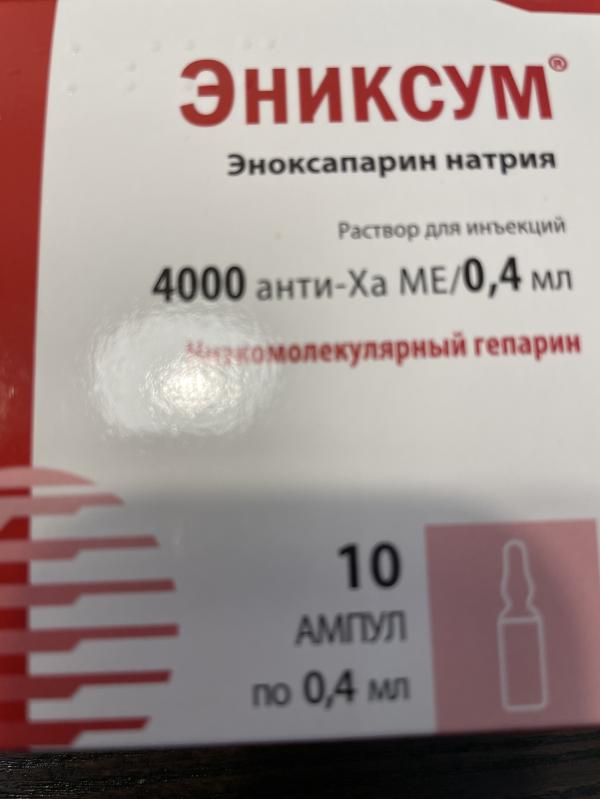 ЭНИКСУМ®
Эноксапарин натрия
Раствор для инъекций
4000 анти-Ха МЕ/0,4 мл
Низкомолекулярный гепарин
10
АМПУЛ
по 0,4 мл